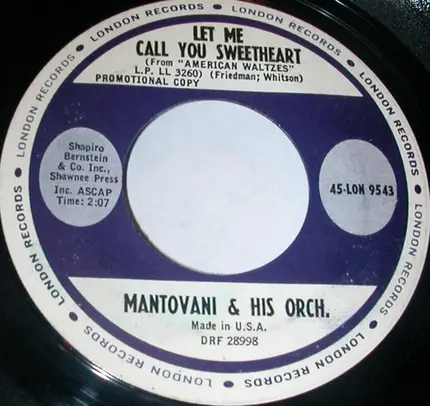 LONDON RECORDS • LONDON RECORDS • LONDON RECORDS • LONDON RECORDS • LONDON RECORDS • LONDON RECORDS • LONDON RECORDS • LONDON RECORDS • LONDON RECORDS •
LET ME
CALL YOU SWEETHEART
(From "AMERICAN WALTZES"
L.P. LL 3260) (Friedman; Whitson)
PROMOTIONAL COPY
Shapiro
Bernstein
& Co. Inc.,
Shawnee Press
Inc. ASCAP
Time: 2:07
45-LON 9543
MANTOVANI & HIS ORCH.
Made in U.S.A.
DRF 28998